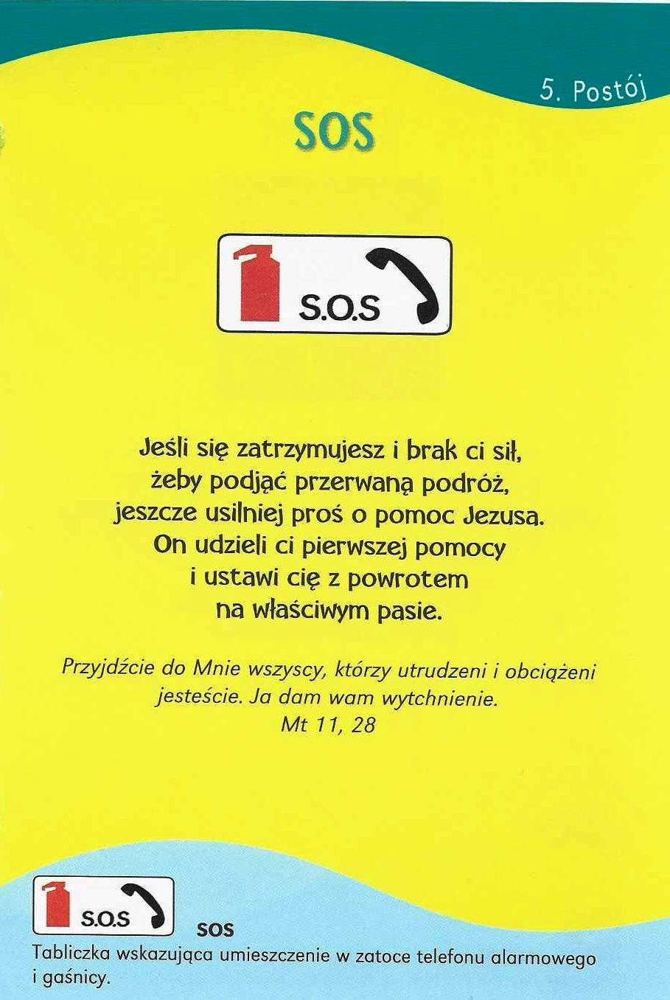 5. Postój
SOS
S.O.S
Jeśli się zatrzymujesz i brak ci sił,
żeby podjąć przerwaną podróż,
jeszcze usilniej proś o pomoc Jezusa.
On udzieli ci pierwszej pomocy
i ustawi cię z powrotem
na właściwym pasie.
Przyjdźcie do Mnie wszyscy, którzy utrudzeni i obciążeni
jesteście. Ja dam wam wytchnienie.
Mt 11, 28
S.O.S
SOS
Tabliczka wskazująca umieszczenie w zatoce telefonu alarmowego
i gaśnicy.